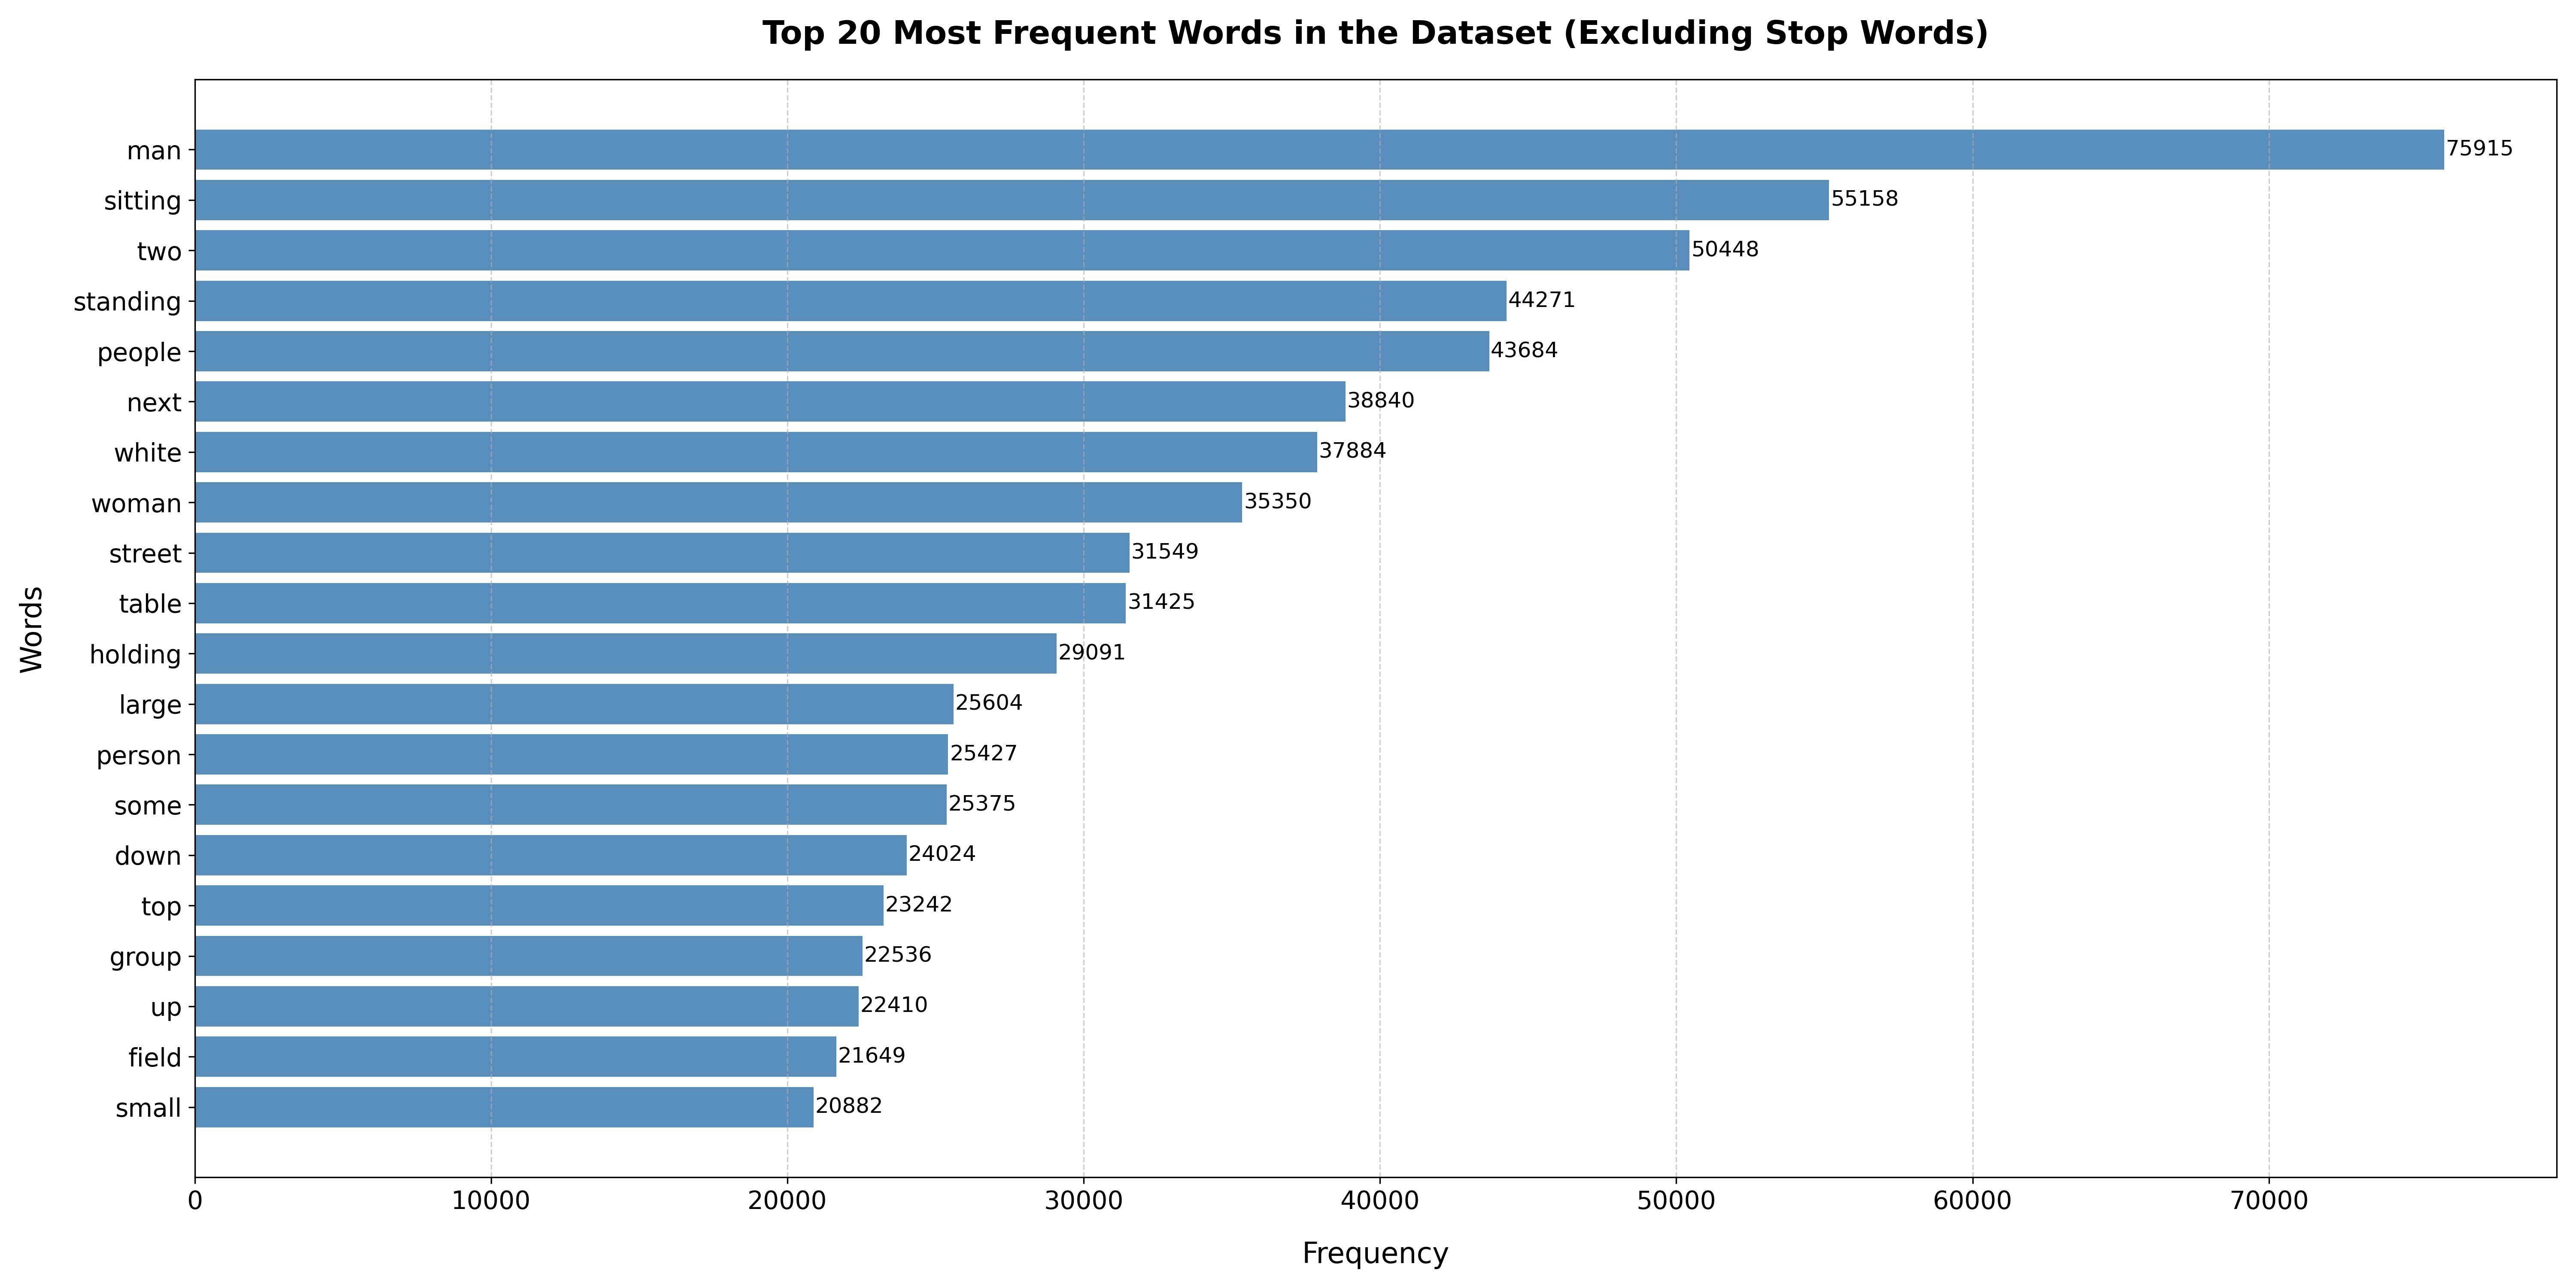 Top 20 Most Frequent Words in the Dataset (Excluding Stop Words)
Words
man 75915
sitting 55158
two 50448
standing 44271
people 43684
next 38840
white 37884
woman 35350
street 31549
table 31425
holding 29091
large 25604
person 25427
some 25375
down 24024
top 23242
group 22536
up 22410
field 21649
small 20882
0 10000 20000 30000 40000 50000 60000 70000
Frequency